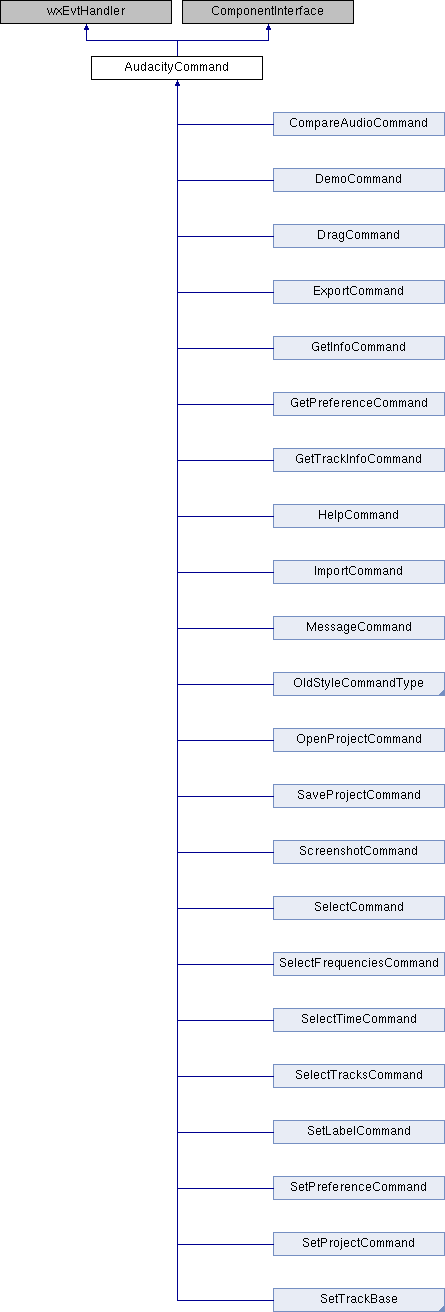 wxEvtHandler
ComponentInterface
AudacityCommand
CompareAudioCommand
DemoCommand
DragCommand
ExportCommand
GetInfoCommand
GetPreferenceCommand
GetTrackInfoCommand
HelpCommand
ImportCommand
MessageCommand
OldStyleCommandType
OpenProjectCommand
SaveProjectCommand
ScreenshotCommand
SelectCommand
SelectFrequenciesCommand
SelectTimeCommand
SelectTracksCommand
SetLabelCommand
SetPreferenceCommand
SetProjectCommand
SetTrackBase